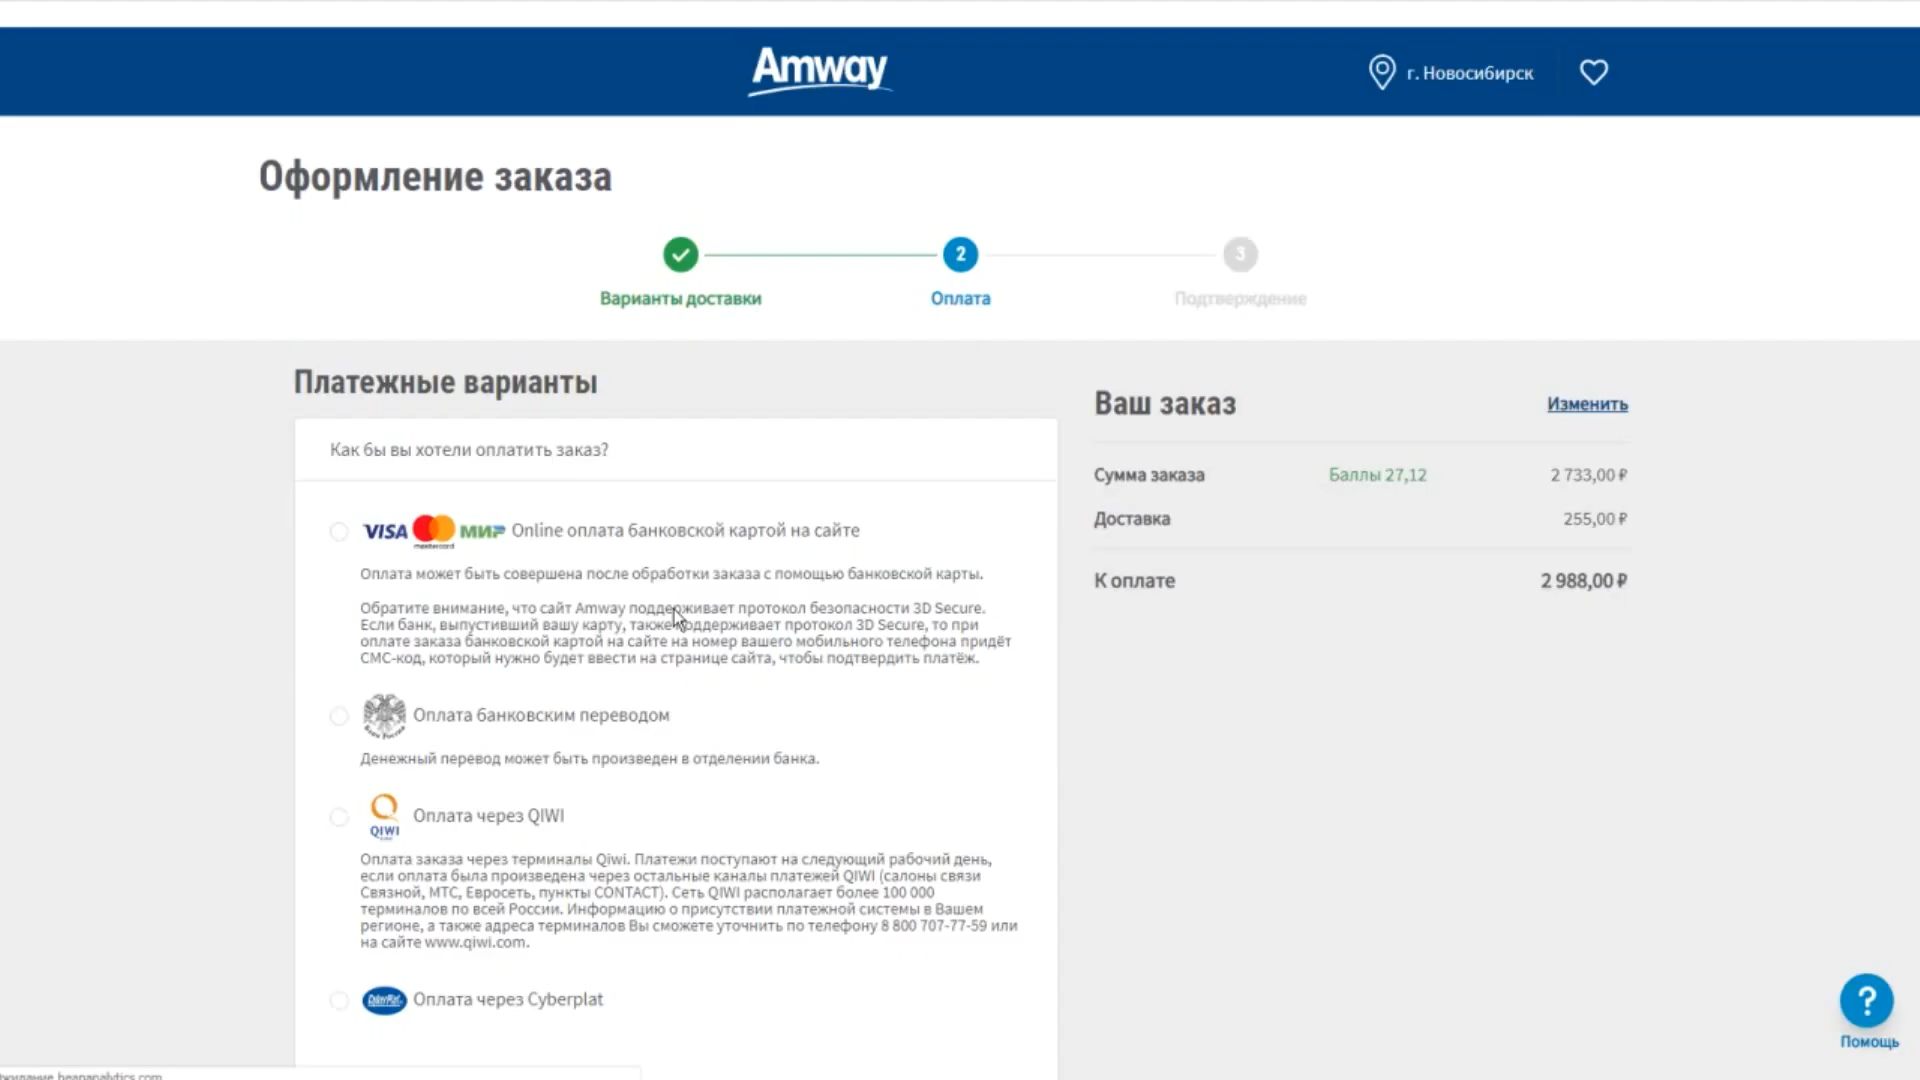 Amway
г. Новосибирск
Оформление заказа
2
3
Варианты доставки
Оплата
Подтверждение
Платежные варианты
Как бы вы хотели оплатить заказ?
VISA mastercard МИР Online оплата банковской картой на сайте
Оплата может быть совершена после обработки заказа с помощью банковской карты.
Обратите внимание, что сайт Amway поддерживает протокол безопасности 3D Secure.
Если банк, выпустивший вашу карту, также поддерживает протокол 3D Secure, то при
оплате заказа банковской картой на сайте на номер вашего мобильного телефона придёт
СМС-код, который нужно будет ввести на странице сайта, чтобы подтвердить платёж.
Банк России
Оплата банковским переводом
Денежный перевод может быть произведен в отделении банка.
QIWI
Оплата через QIWI
Оплата заказа через терминалы Qiwi. Платежи поступают на следующий рабочий день,
если оплата была произведена через остальные каналы платежей QIWI (салоны связи
Связной, МТС, Евросеть, пункты CONTACT). Сеть QIWI располагает более 100 000
терминалов по всей России. Информацию о присутствии платежной системы в Вашем
регионе, а также адреса терминалов Вы сможете уточнить по телефону 8 800 707-77-59 или
на сайте www.qiwi.com.
CyberPlat
Оплата через Cyberplat
Ваш заказ
Изменить
Сумма заказа Баллы 27,12 2 733,00 ₽
Доставка 255,00 ₽
К оплате 2 988,00 ₽
?
Помощь